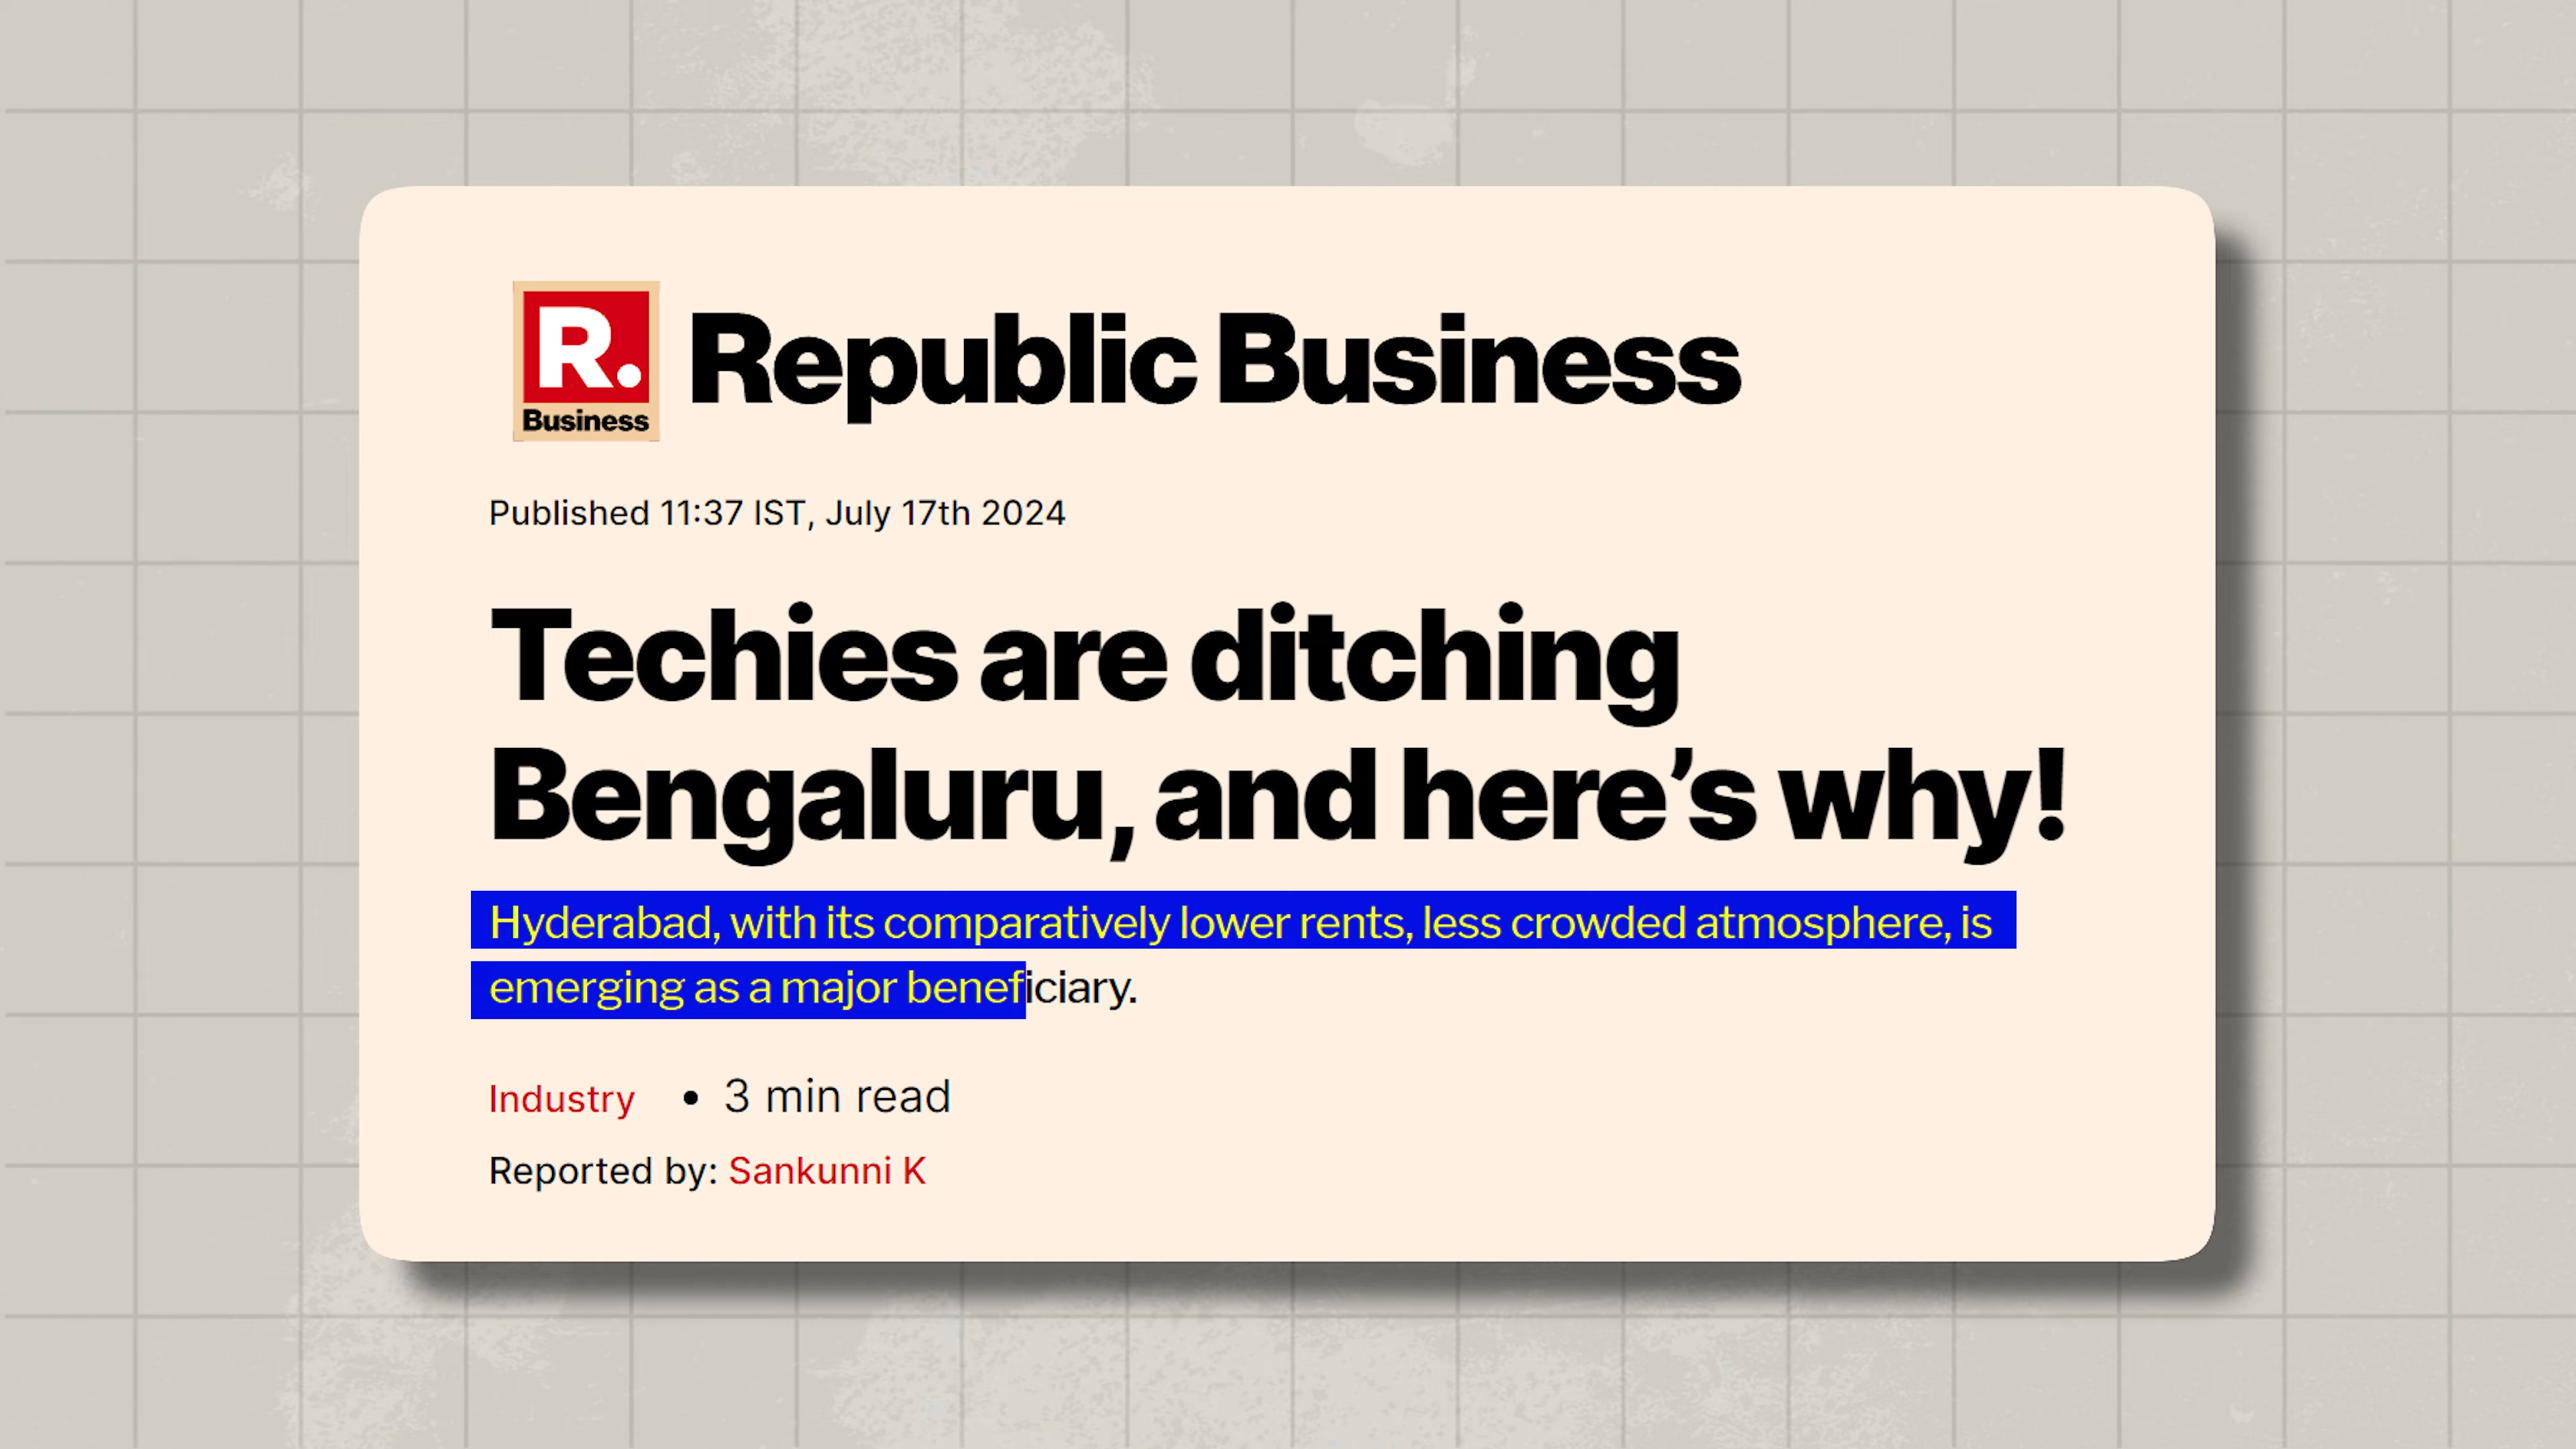 R.
Business
Republic Business
Published 11:37 IST, July 17th 2024
Techies are ditching
Bengaluru, and here’s why!
Hyderabad, with its comparatively lower rents, less crowded atmosphere, is
emerging as a major beneficiary.
Industry • 3 min read
Reported by: Sankunni K